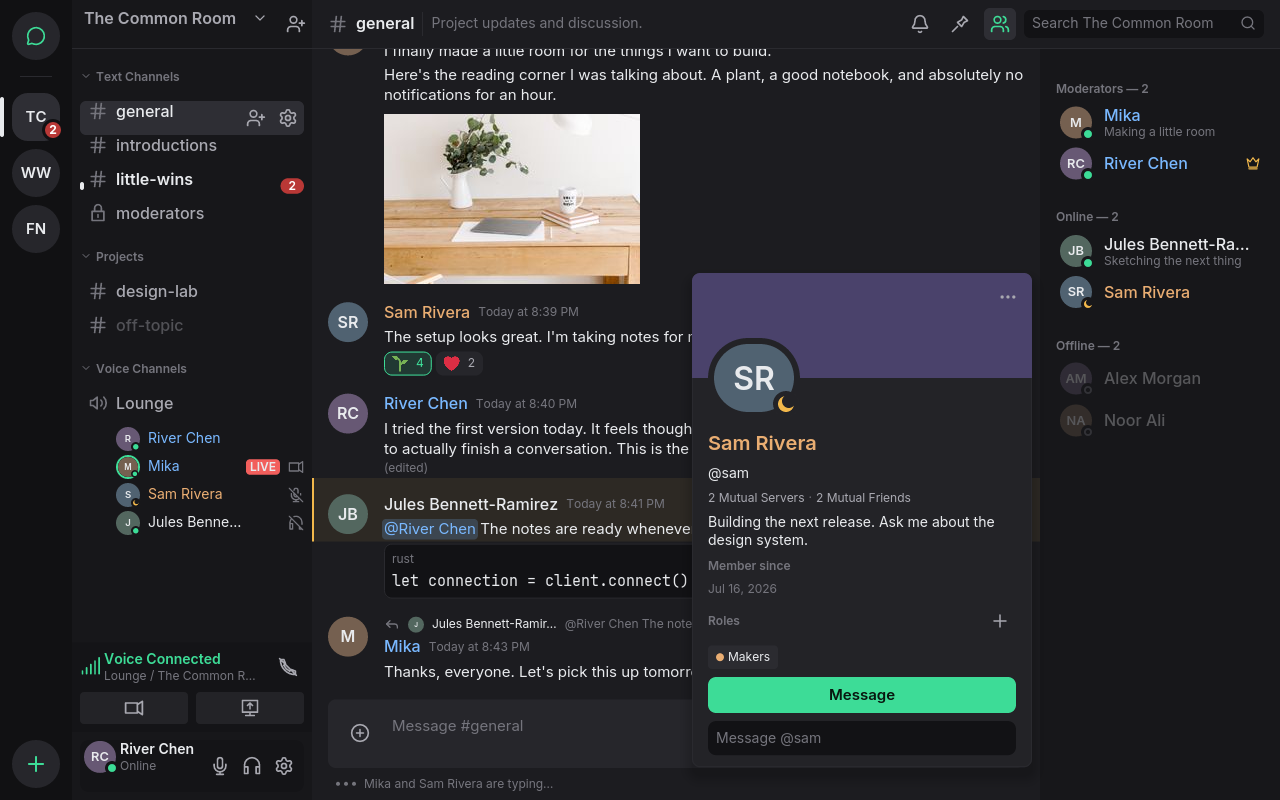 TC
2
WW
FN
The Common Room
Text Channels
general
introductions
little-wins
2
moderators
Projects
design-lab
off-topic
Voice Channels
Lounge
R
River Chen
M
Mika
LIVE
S
Sam Rivera
J
Jules Benne...
Voice Connected
Lounge / The Common R...
RC
River Chen
Online
# general
Project updates and discussion.
Search The Common Room
I finally made a little room for the things I want to build.
Here's the reading corner I was talking about. A plant, a good notebook, and absolutely no
notifications for an hour.
SR
Sam Rivera Today at 8:39 PM
The setup looks great. I'm taking notes for
4
2
RC
River Chen Today at 8:40 PM
I tried the first version today. It feels though
to actually finish a conversation. This is the
(edited)
JB
Jules Bennett-Ramirez Today at 8:41 PM
@River Chen The notes are ready wheneve
rust
let connection = client.connect()
J Jules Bennett-Ramir... @River Chen The note
M
Mika Today at 8:43 PM
Thanks, everyone. Let's pick this up tomorr
Message #general
Mika and Sam Rivera are typing...
SR
Sam Rivera
@sam
2 Mutual Servers · 2 Mutual Friends
Building the next release. Ask me about the
design system.
Member since
Jul 16, 2026
Roles
Makers
Message
Message @sam
Moderators — 2
M
Mika
Making a little room
RC
River Chen
Online — 2
JB
Jules Bennett-Ra...
Sketching the next thing
SR
Sam Rivera
Offline — 2
AM
Alex Morgan
NA
Noor Ali